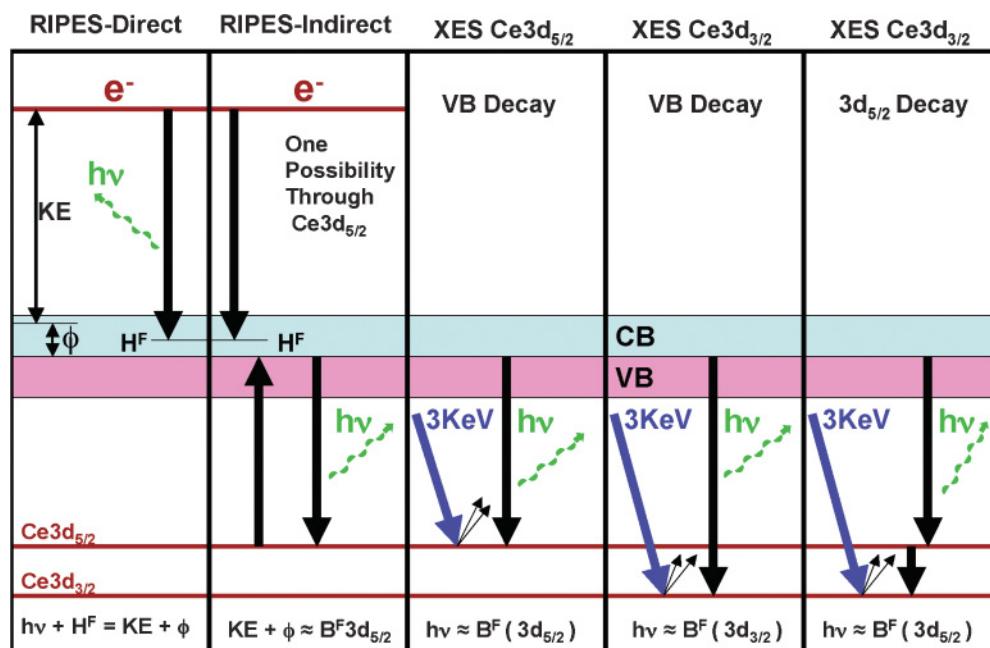 RIPES-Direct
RIPES-Indirect
XES Ce3d5/2
XES Ce3d3/2
XES Ce3d3/2
e-
e-
VB Decay
VB Decay
3d5/2 Decay
One
Possibility
Through
Ce3d5/2
hν
KE
ϕ
HF
HF
CB
VB
hν
3KeV
hν
3KeV
hν
3KeV
hν
Ce3d5/2
Ce3d3/2
hν + HF = KE + ϕ
KE + ϕ ≈ BF3d5/2
hν ≈ BF ( 3d5/2 )
hν ≈ BF ( 3d3/2 )
hν ≈ BF ( 3d5/2 )